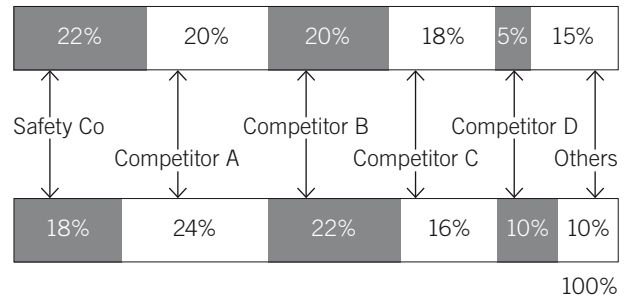 22% 20% 20% 18% 5% 15%
Safety Co Competitor B Competitor D
Competitor A Competitor C Others
18% 24% 22% 16% 10% 10%
100%